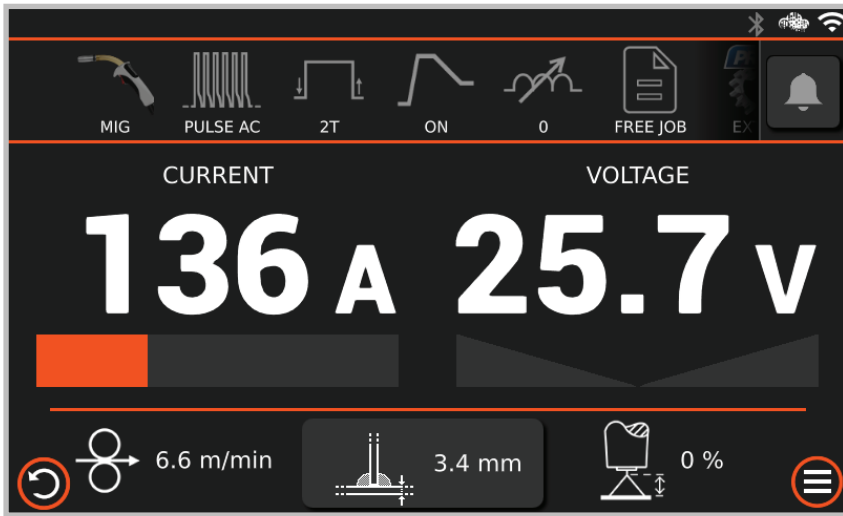 MIG PULSE AC 2T ON 0 FREE JOB EX
CURRENT VOLTAGE
136 A 25.7 V
6.6 m/min 3.4 mm 0 %